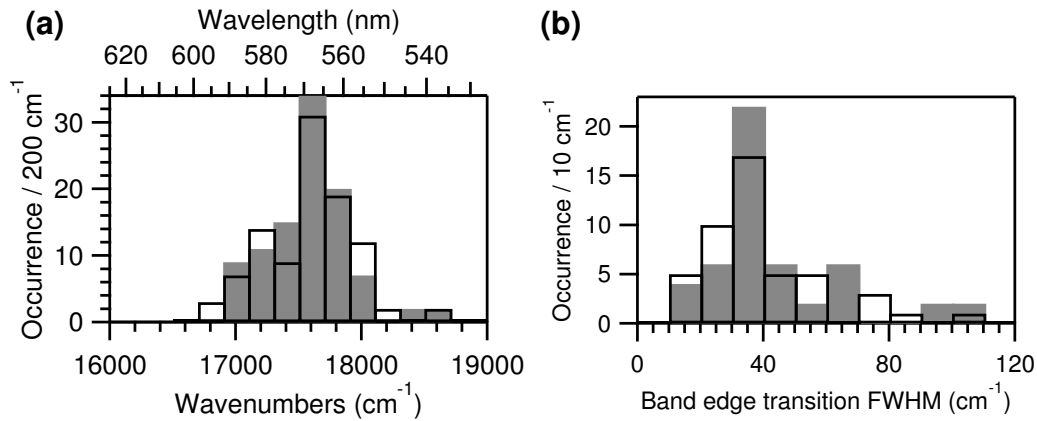 (a)
Wavelength (nm)
620 600 580 560 540
Occurrence / 200 cm⁻¹
30
20
10
0
16000 17000 18000 19000
Wavenumbers (cm⁻¹)
(b)
Occurrence / 10 cm⁻¹
20
15
10
5
0
0 40 80 120
Band edge transition FWHM (cm⁻¹)